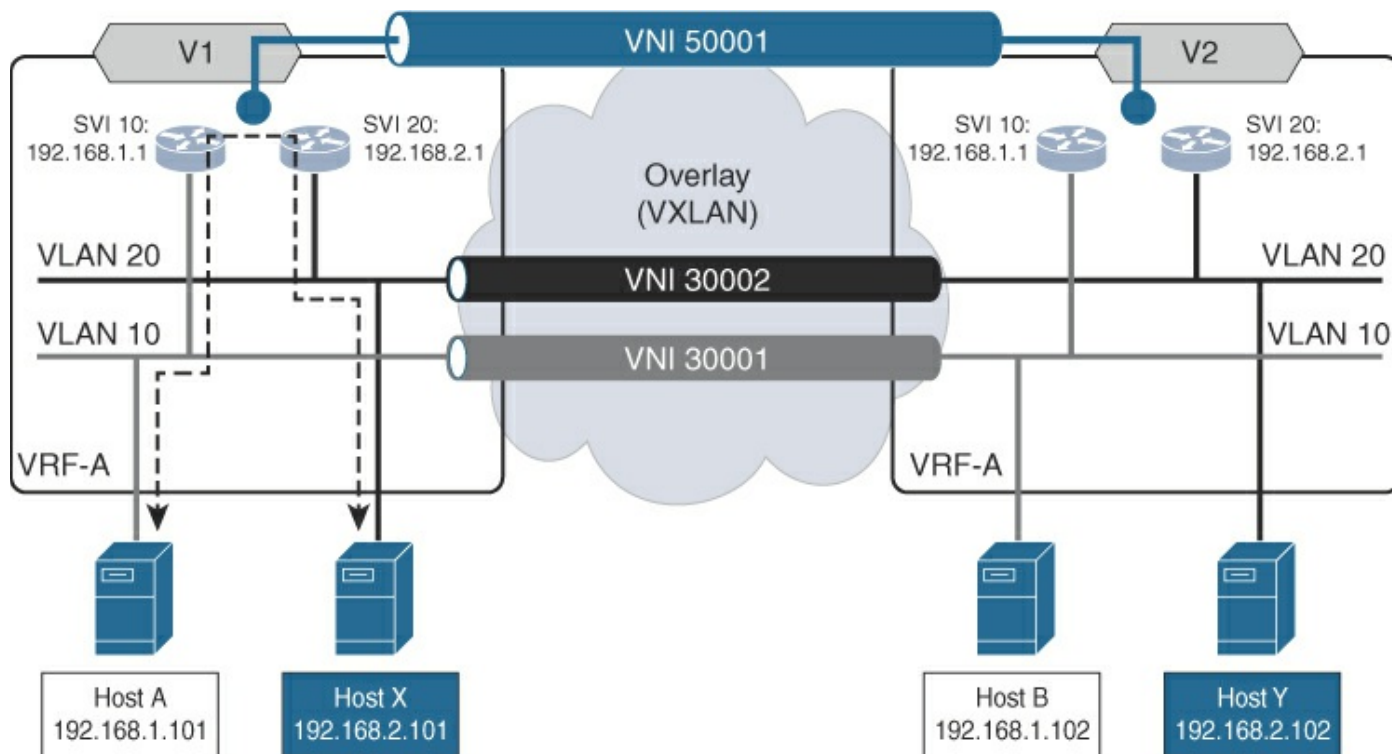 VNI 50001
V1
V2
SVI 10:
192.168.1.1
SVI 20:
192.168.2.1
SVI 10:
192.168.1.1
SVI 20:
192.168.2.1
Overlay
(VXLAN)
VLAN 20
VNI 30002
VLAN 20
VLAN 10
VNI 30001
VLAN 10
VRF-A
VRF-A
Host A
192.168.1.101
Host X
192.168.2.101
Host B
192.168.1.102
Host Y
192.168.2.102